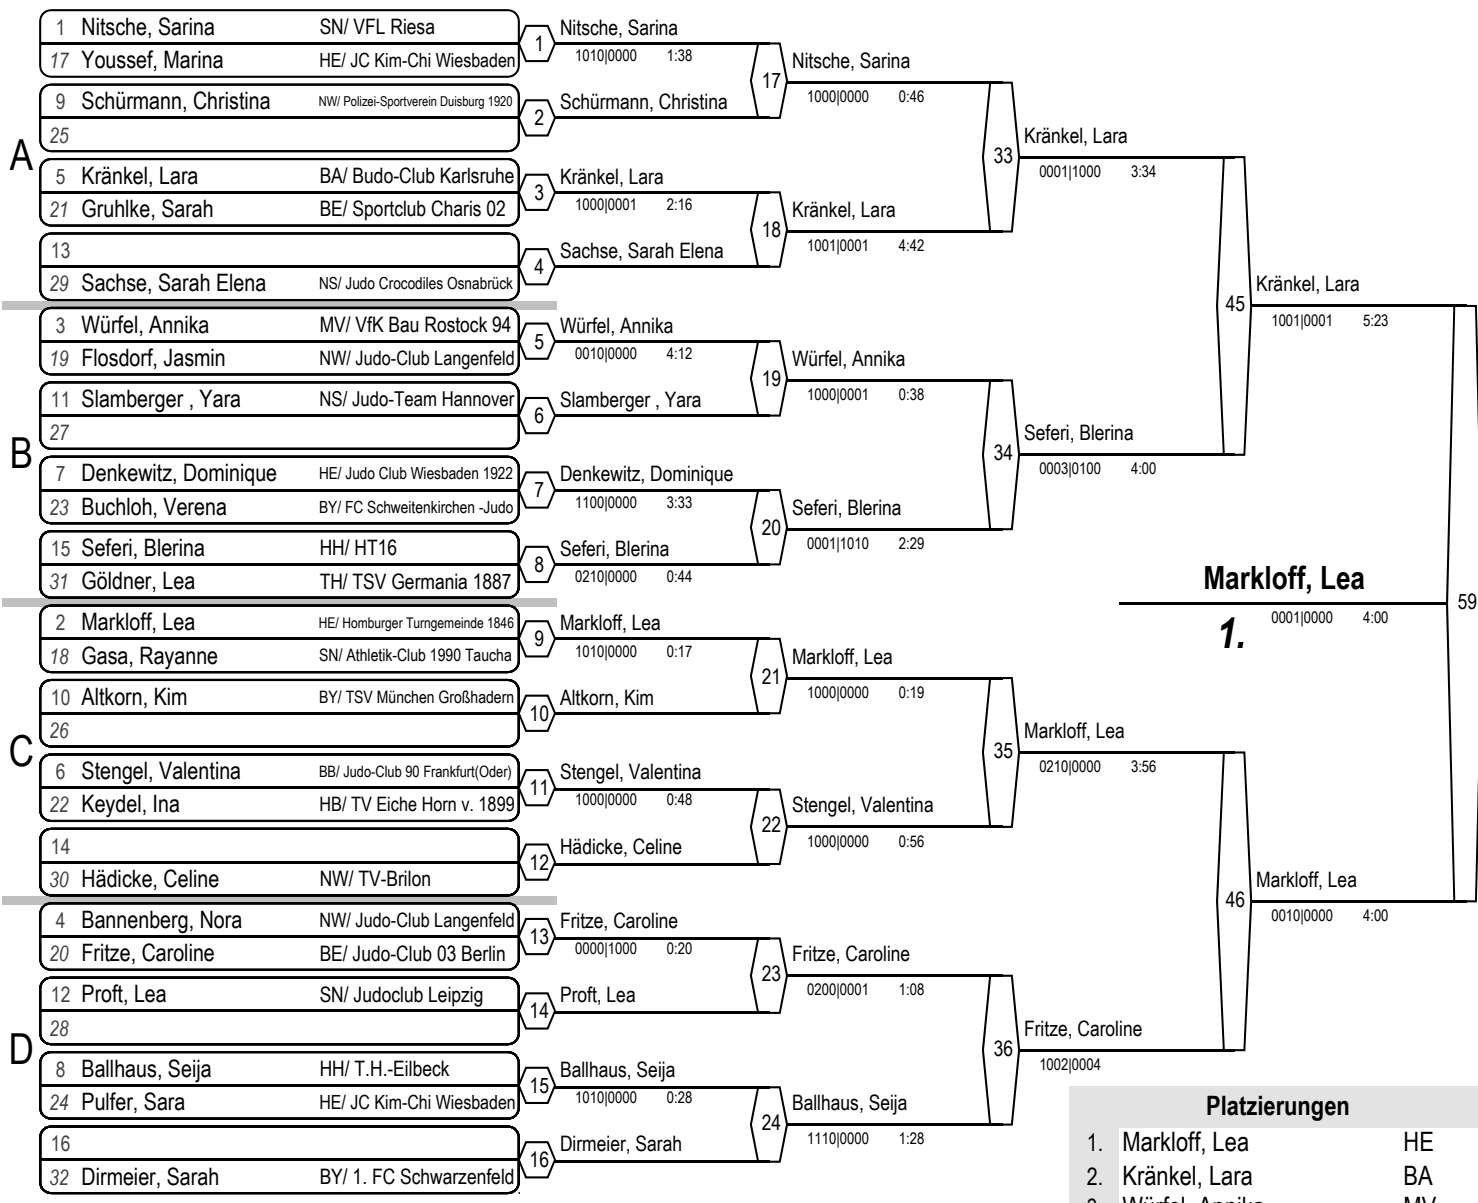 1 Nitsche, Sarina SN/ VFL Riesa
17 Youssef, Marina HE/ JC Kim-Chi Wiesbaden
9 Schürmann, Christina NW/ Polizei-Sportverein Duisburg 1920
25
A
5 Kränkel, Lara BA/ Budo-Club Karlsruhe
21 Gruhlke, Sarah BE/ Sportclub Charis 02
13
29 Sachse, Sarah Elena NS/ Judo Crocodiles Osnabrück
3 Würfel, Annika MV/ VfK Bau Rostock 94
19 Flosdorf, Jasmin NW/ Judo-Club Langenfeld
11 Slamberger , Yara NS/ Judo-Team Hannover
27
B
7 Denkewitz, Dominique HE/ Judo Club Wiesbaden 1922
23 Buchloh, Verena BY/ FC Schweitenkirchen -Judo
15 Seferi, Blerina HH/ HT16
31 Göldner, Lea TH/ TSV Germania 1887
2 Markloff, Lea HE/ Homburger Turngemeinde 1846
18 Gasa, Rayanne SN/ Athletik-Club 1990 Taucha
10 Altkorn, Kim BY/ TSV München Großhadern
26
C
6 Stengel, Valentina BB/ Judo-Club 90 Frankfurt(Oder)
22 Keydel, Ina HB/ TV Eiche Horn v. 1899
14
30 Hädicke, Celine NW/ TV-Brilon
4 Bannenberg, Nora NW/ Judo-Club Langenfeld
20 Fritze, Caroline BE/ Judo-Club 03 Berlin
12 Proft, Lea SN/ Judoclub Leipzig
28
D
8 Ballhaus, Seija HH/ T.H.-Eilbeck
24 Pulfer, Sara HE/ JC Kim-Chi Wiesbaden
16
32 Dirmeier, Sarah BY/ 1. FC Schwarzenfeld
1 Nitsche, Sarina
1010|0000 1:38
2 Schürmann, Christina
3 Kränkel, Lara
1000|0001 2:16
4 Sachse, Sarah Elena
5 Würfel, Annika
0010|0000 4:12
6 Slamberger , Yara
7 Denkewitz, Dominique
1100|0000 3:33
8 Seferi, Blerina
0210|0000 0:44
9 Markloff, Lea
1010|0000 0:17
10 Altkorn, Kim
11 Stengel, Valentina
1000|0000 0:48
12 Hädicke, Celine
13 Fritze, Caroline
0000|1000 0:20
14 Proft, Lea
15 Ballhaus, Seija
1010|0000 0:28
16 Dirmeier, Sarah
17 Nitsche, Sarina
1000|0000 0:46
18 Kränkel, Lara
1001|0001 4:42
19 Würfel, Annika
1000|0001 0:38
20 Seferi, Blerina
0001|1010 2:29
21 Markloff, Lea
1000|0000 0:19
22 Stengel, Valentina
1000|0000 0:56
23 Fritze, Caroline
0200|0001 1:08
24 Ballhaus, Seija
1110|0000 1:28
33 Kränkel, Lara
0001|1000 3:34
34 Seferi, Blerina
0003|0100 4:00
35 Markloff, Lea
0210|0000 3:56
36 Fritze, Caroline
1002|0004
45 Kränkel, Lara
1001|0001 5:23
46 Markloff, Lea
0010|0000 4:00
59
Markloff, Lea
1. 0001|0000 4:00
Platzierungen
1. Markloff, Lea HE
2. Kränkel, Lara BA